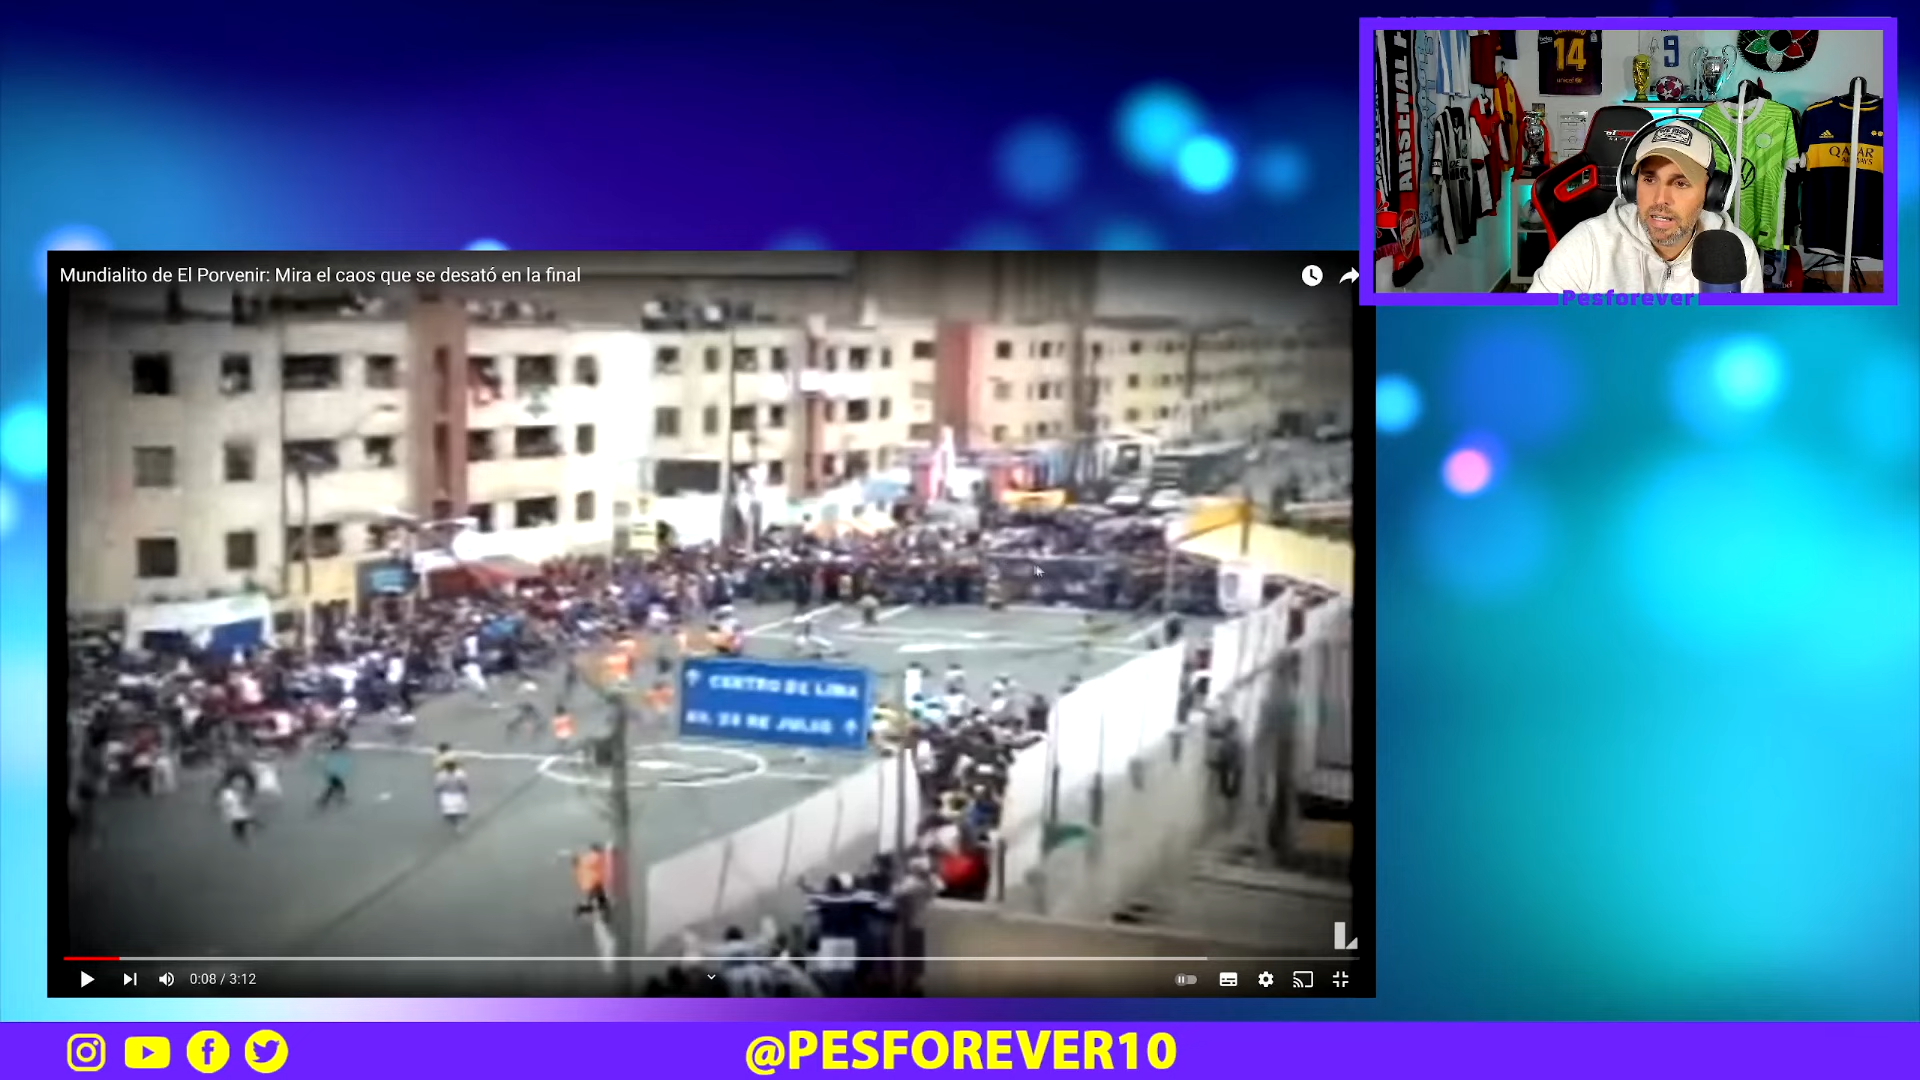 Mundialito de El Porvenir: Mira el caos que se desató en la final
CENTRO DE LIMA
AV. 28 DE JULIO
0:08 / 3:12
ARSENAL
14
9
QATAR
AIRWAYS
Pesforever
@PESFOREVER10